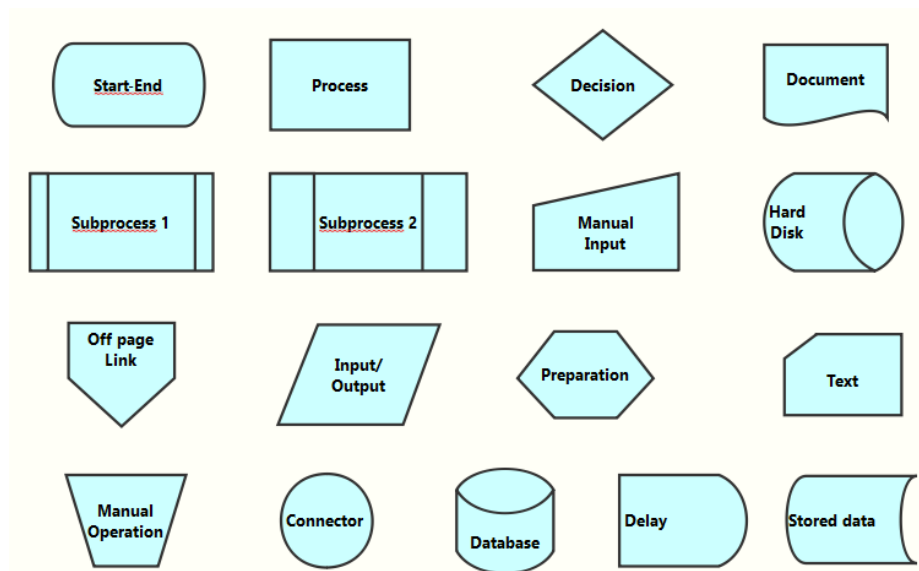 Start-End
Process
Decision
Document
Subprocess 1
Subprocess 2
Manual
Input
Hard
Disk
Off page
Link
Input/
Output
Preparation
Text
Manual
Operation
Connector
Database
Delay
Stored data